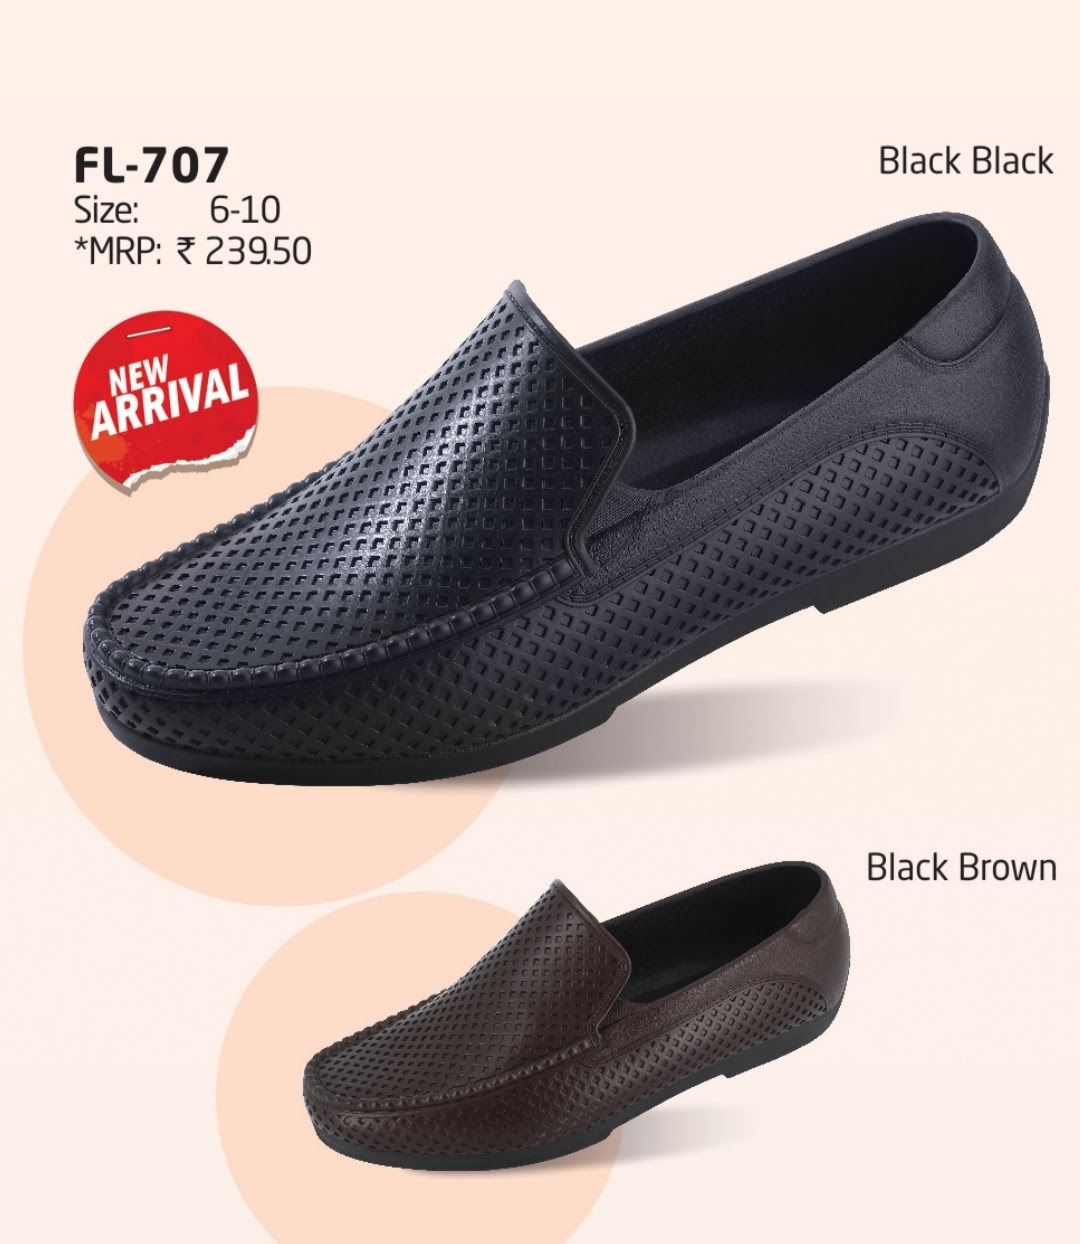 FL-707
Size: 6-10
*MRP: ₹ 239.50
Black Black
NEW
ARRIVAL
Black Brown